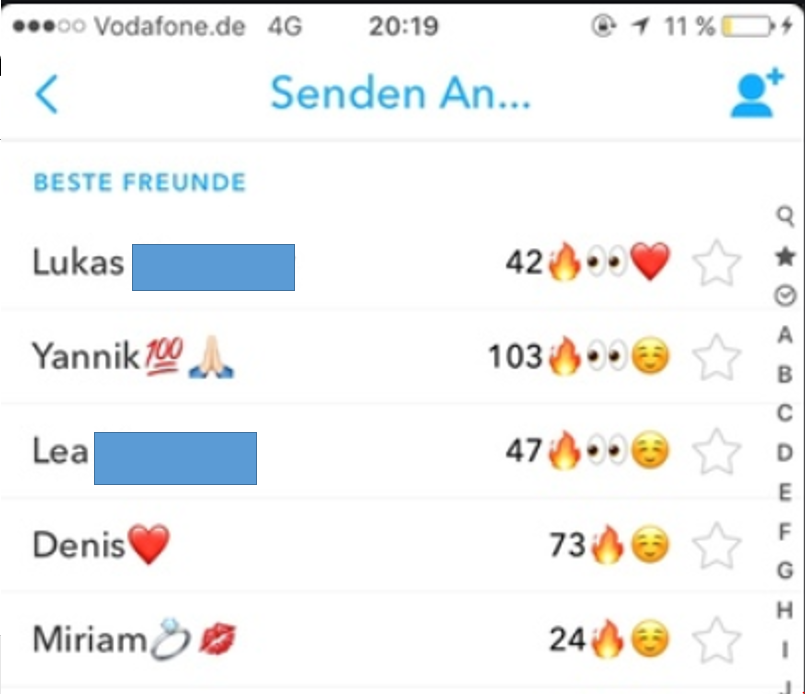 Vodafone.de 4G 20:19 11 %
Senden An...
BESTE FREUNDE
Lukas 42🔥👀❤️
Yannik💯🙏🏻 103🔥👀☺️
Lea 47🔥👀☺️
Denis❤️ 73🔥☺️
Miriam💍💋 24🔥☺️
A
B
C
D
E
F
G
H
I
J